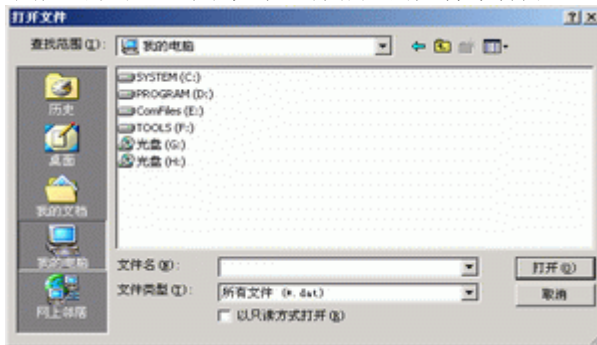 打开文件
查找范围(I):
我的电脑
历史
桌面
我的文档
我的电脑
网上邻居
SYSTEM (C:)
PROGRAM (D:)
ComFiles (E:)
TOOLS (F:)
光盘 (G:)
光盘 (H:)
文件名(N):
打开(O)
文件类型(T):
所有文件 (*.dat)
取消
以只读方式打开(R)